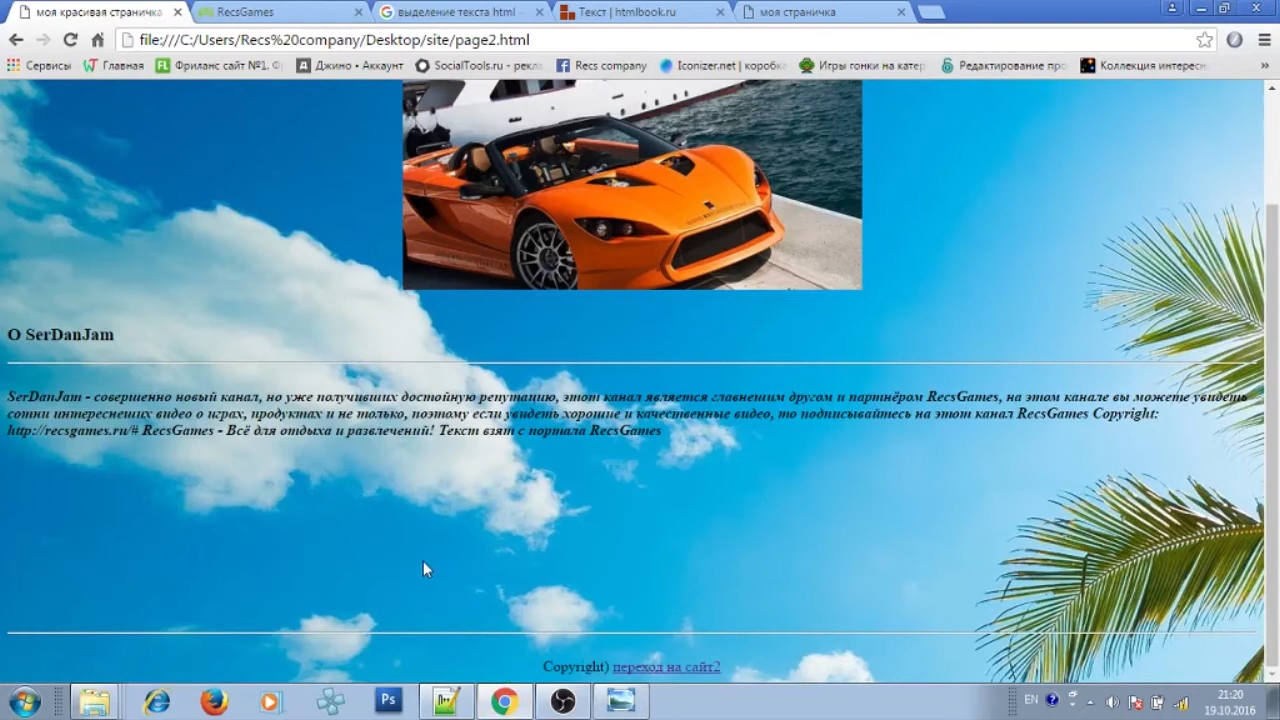 моя красивая страничка
RecsGames
выделение текста html -
Текст | htmlbook.ru
моя страничка
file:///C:/Users/Recs%20company/Desktop/site/page2.html
Сервисы
Главная
Фриланс сайт №1. Ф
Джино • Аккаунт
SocialTools.ru - рекла
Recs company
Iconizer.net | коробка
Игры гонки на катер
Редактирование про
Коллекция интересн
»
О SerDanJam
SerDanJam - совершенно новый канал, но уже получивших достойную репутацию, этот канал является главнешим другом и партнёром RecsGames, на этом канале вы можете увидеть
сотни интереснеших видео о играх, продуктах и не только, поэтому если увидеть хорошие и качественные видео, то подписывайтесь на этот канал RecsGames Copyright:
http://recsgames.ru/# RecsGames - Всё для отдыха и развлечений! Текст взят с портала RecsGames
Copyright) переход на сайт2
Ps
EN
21:20
19.10.2016